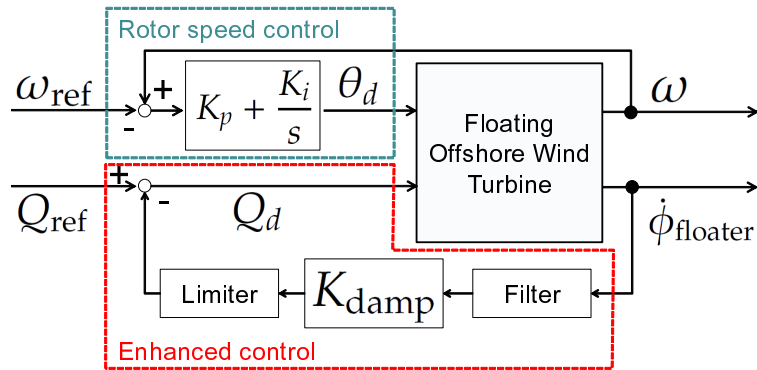 Rotor speed control
ω_ref
+
-
K_p + K_i/s
θ_d
Floating
Offshore Wind
Turbine
ω
Q_ref
+
-
Q_d
ϕ̇_floater
Limiter
K_damp
Filter
Enhanced control